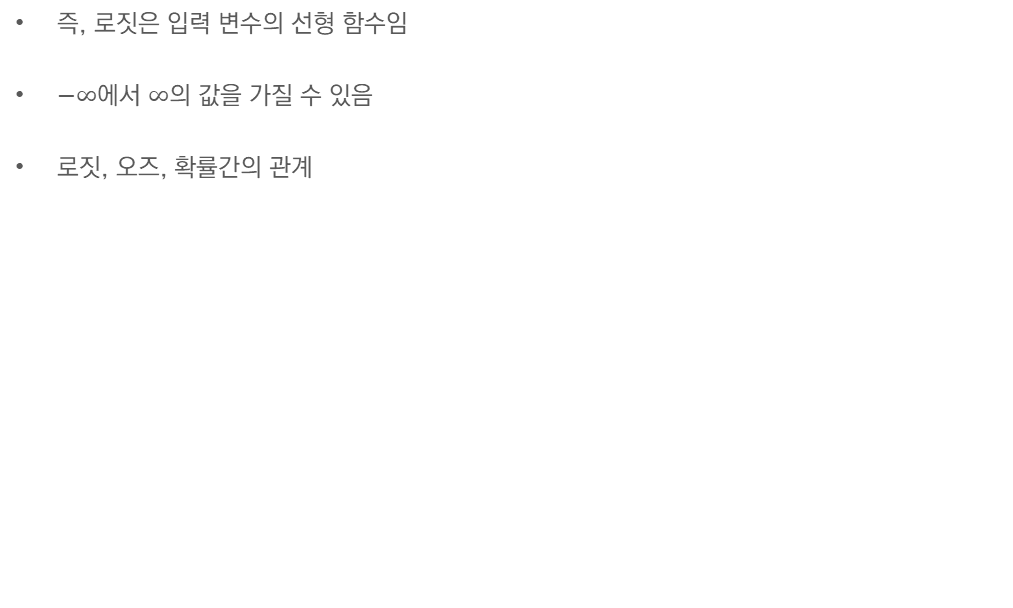 • 즉, 로짓은 입력 변수의 선형 함수임
• −∞에서 ∞의 값을 가질 수 있음
• 로짓, 오즈, 확률간의 관계